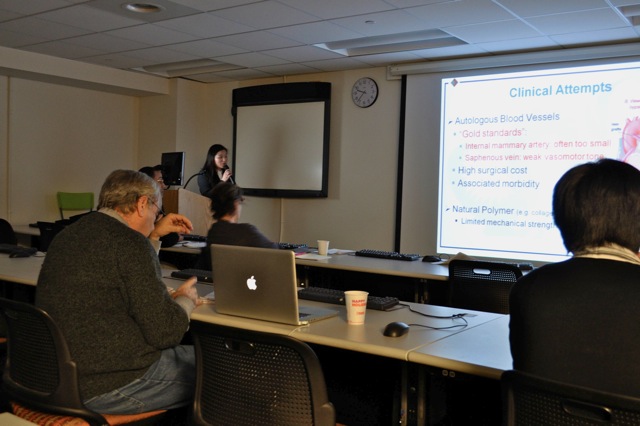 Clinical Attempts
Autologous Blood Vessels
"Gold standards"
Internal mammary artery: often too small
Saphenous vein: weak vasomotor tone
High surgical cost
Associated morbidity
Natural Polymer (e.g.
Limited mechanical strength